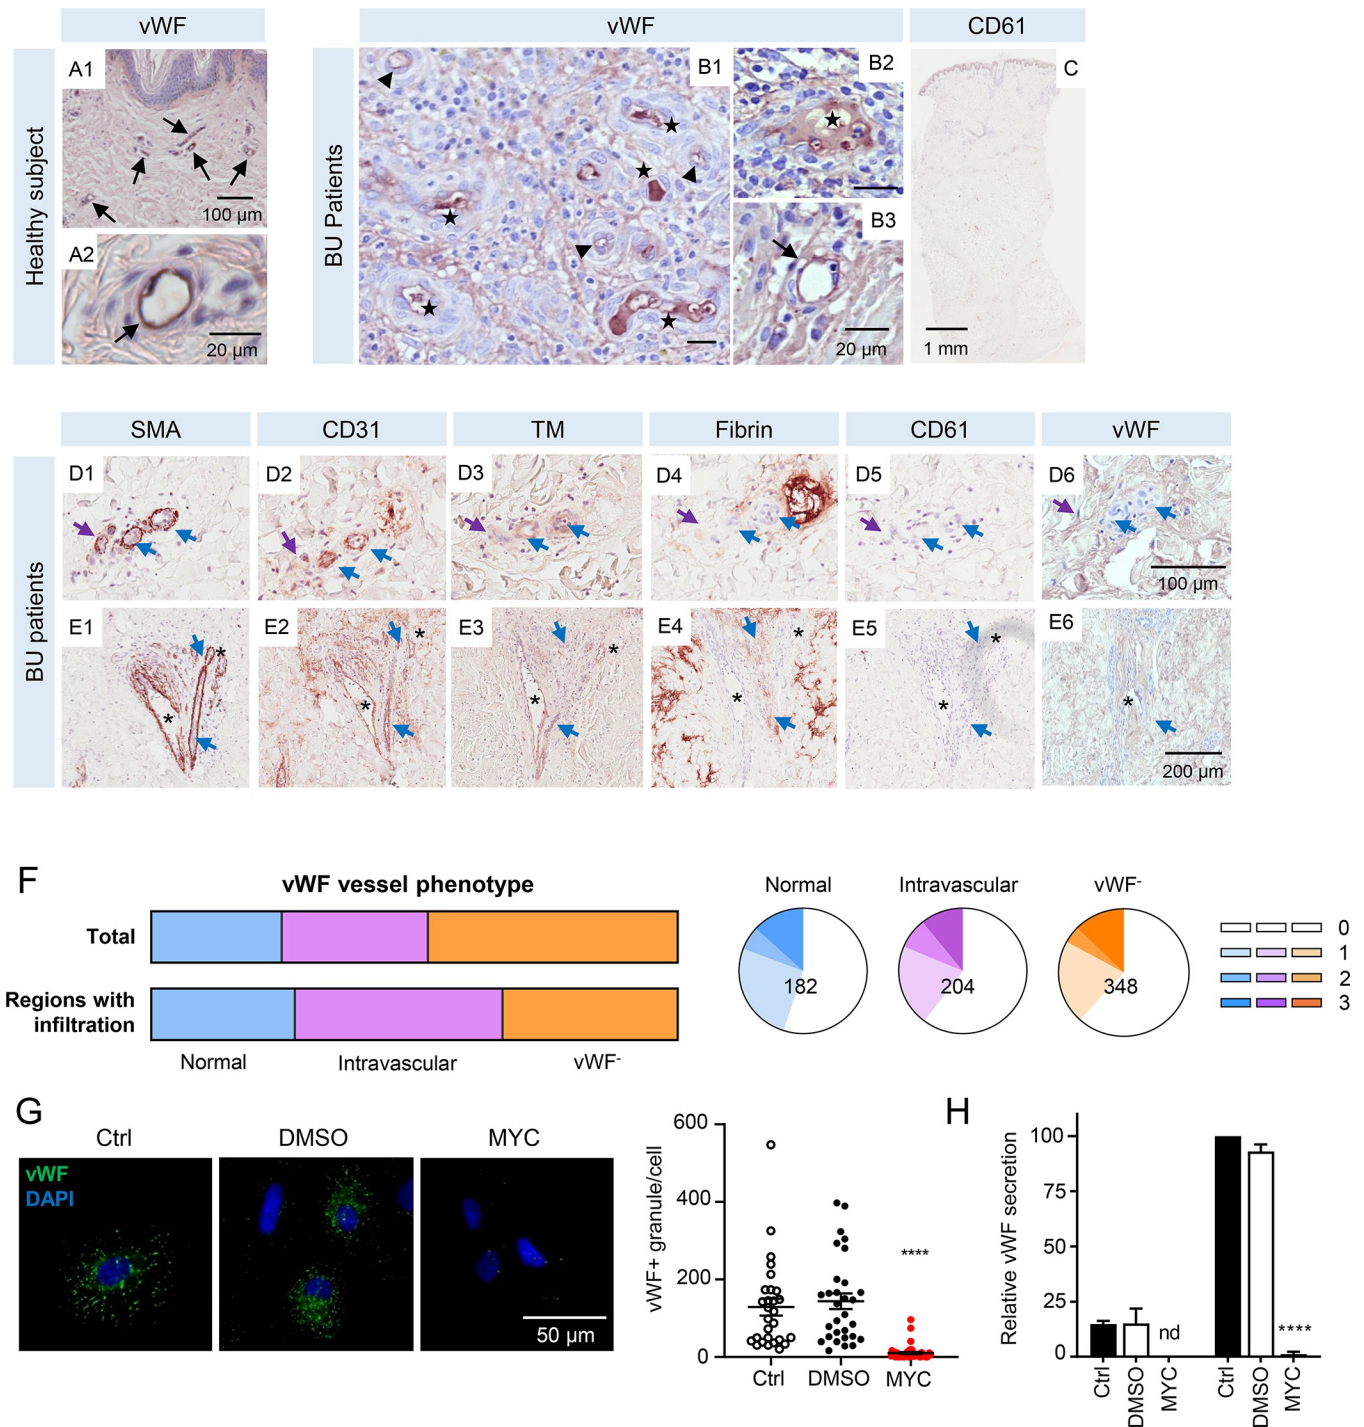 vWF
vWF
CD61
Healthy subject
A1
100 µm
A2
20 µm
BU Patients
B1
B2
B3
20 µm
C
1 mm
SMA
CD31
TM
Fibrin
CD61
vWF
BU patients
D1
D2
D3
D4
D5
D6
100 µm
E1
E2
E3
E4
E5
E6
200 µm
*
*
*
*
*
*
*
*
*
*
*
F
vWF vessel phenotype
Total
Regions with
infiltration
Normal
Intravascular
vWF-
Normal
Intravascular
vWF-
182
204
348
0
1
2
3
G
Ctrl
DMSO
MYC
vWF
DAPI
50 µm
vWF+ granule/cell
600
400
200
0
****
Ctrl
DMSO
MYC
H
Relative vWF secretion
100
75
50
25
0
nd
****
Ctrl
DMSO
MYC
Ctrl
DMSO
MYC